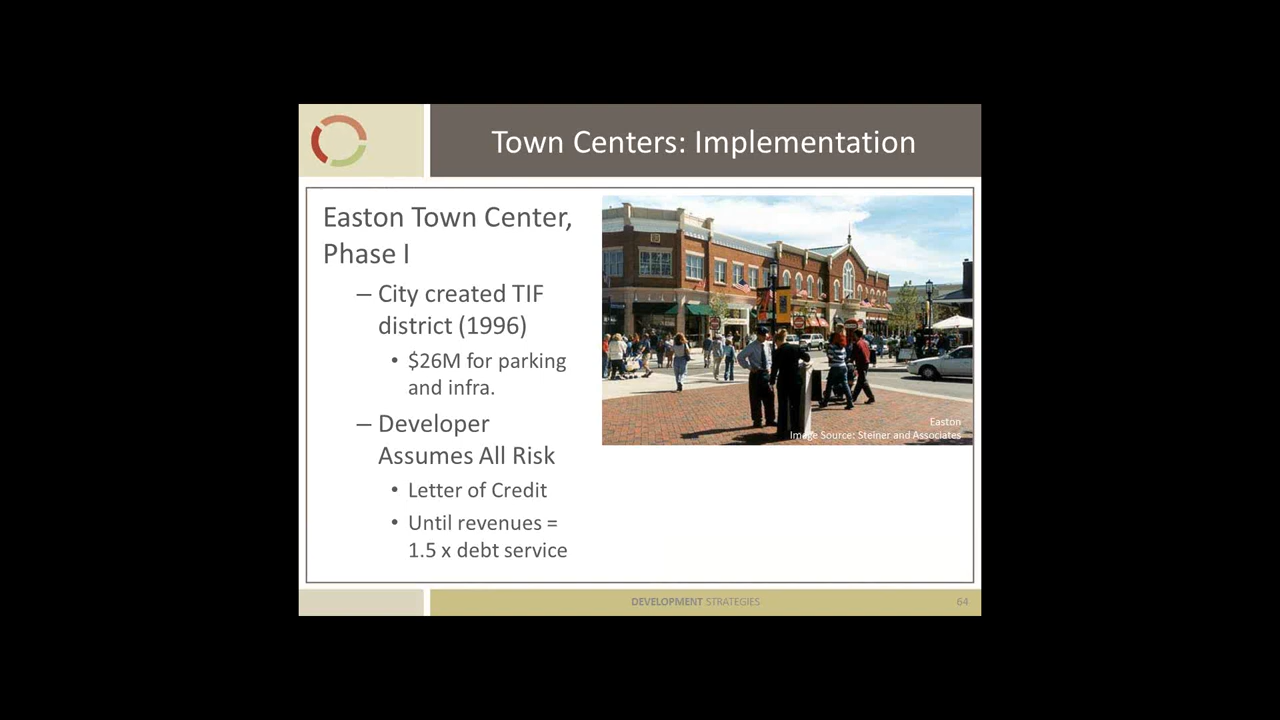 Town Centers: Implementation
Easton Town Center,
Phase I
– City created TIF
district (1996)
• $26M for parking
and infra.
– Developer
Assumes All Risk
• Letter of Credit
• Until revenues =
1.5 x debt service
Easton
Image Source: Steiner and Associates
DEVELOPMENT STRATEGIES
64